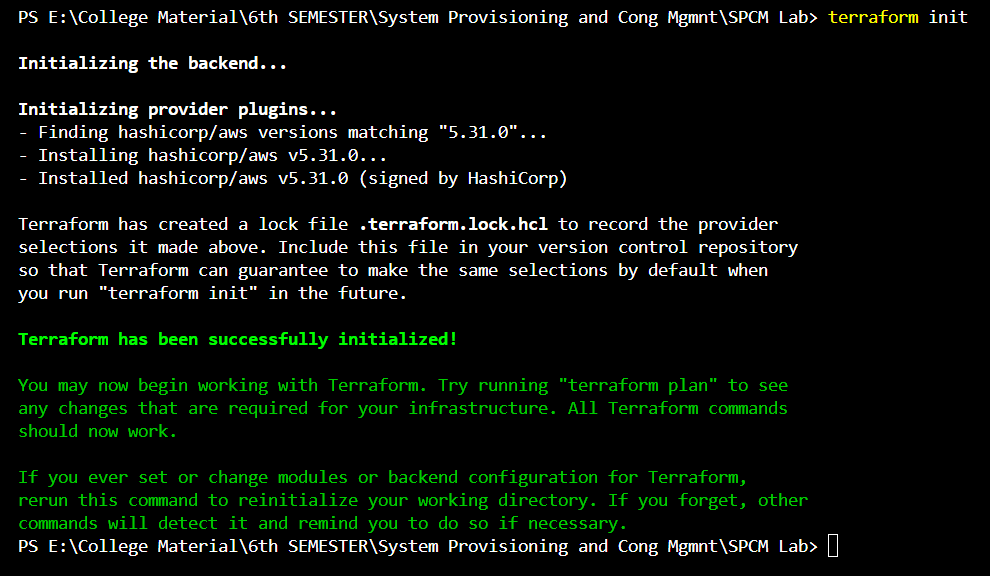 PS E:\College Material\6th SEMESTER\System Provisioning and Cong Mgmnt\SPCM Lab> terraform init
Initializing the backend...
Initializing provider plugins...
- Finding hashicorp/aws versions matching "5.31.0"...
- Installing hashicorp/aws v5.31.0...
- Installed hashicorp/aws v5.31.0 (signed by HashiCorp)
Terraform has created a lock file .terraform.lock.hcl to record the provider
selections it made above. Include this file in your version control repository
so that Terraform can guarantee to make the same selections by default when
you run "terraform init" in the future.
Terraform has been successfully initialized!
You may now begin working with Terraform. Try running "terraform plan" to see
any changes that are required for your infrastructure. All Terraform commands
should now work.
If you ever set or change modules or backend configuration for Terraform,
rerun this command to reinitialize your working directory. If you forget, other
commands will detect it and remind you to do so if necessary.
PS E:\College Material\6th SEMESTER\System Provisioning and Cong Mgmnt\SPCM Lab>